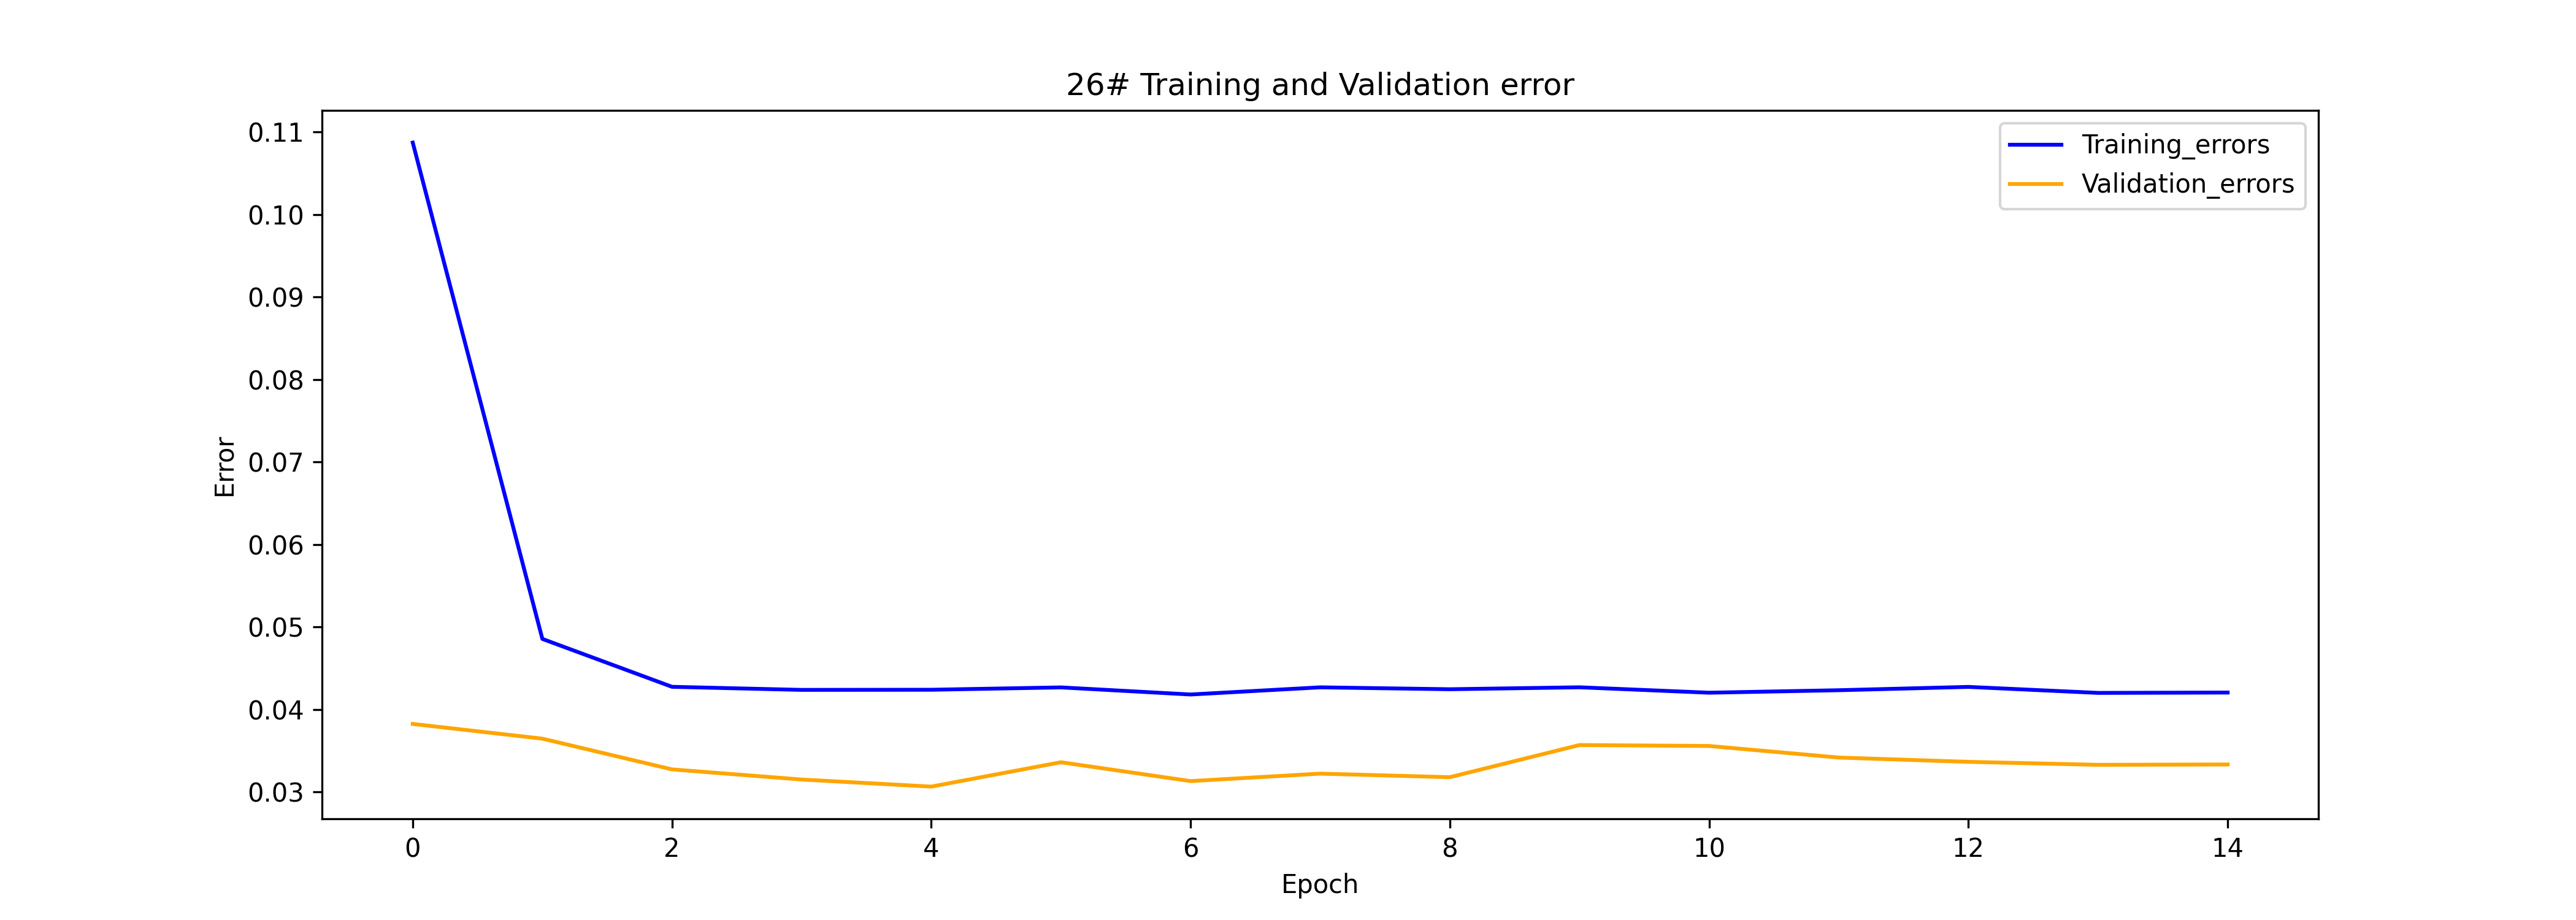 26# Training and Validation error
Training_errors
Validation_errors
0.11
0.10
0.09
0.08
0.07
0.06
0.05
0.04
0.03
Error
0 2 4 6 8 10 12 14
Epoch